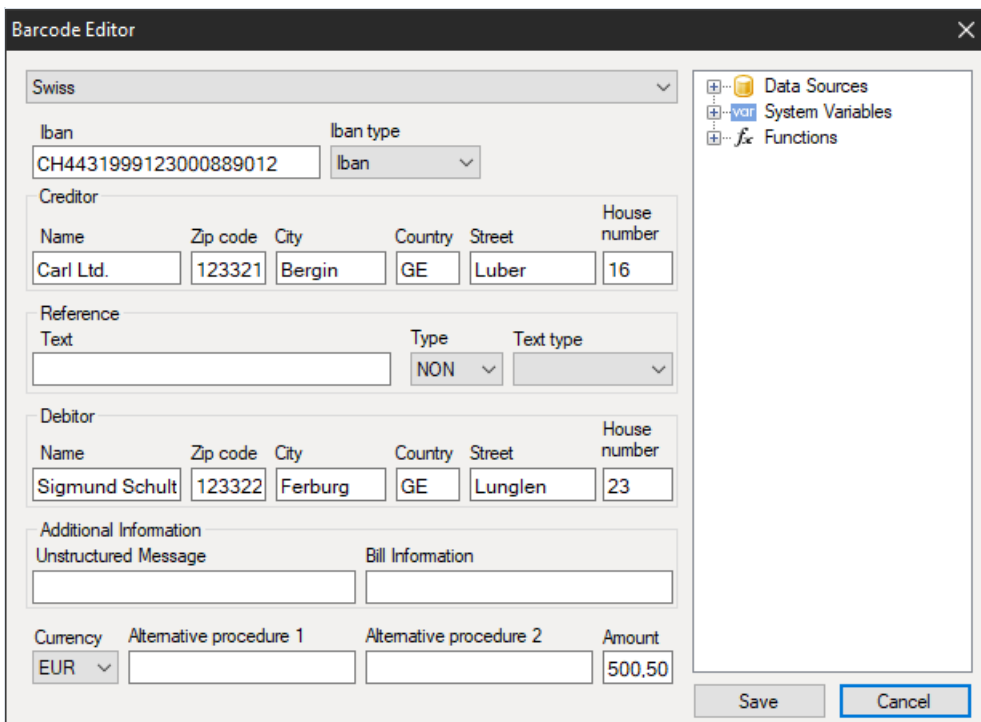 Barcode Editor
Swiss
Iban
Iban type
CH4431999123000889012
Iban
Creditor
Name
Zip code
City
Country
Street
House number
Carl Ltd.
123321
Bergin
GE
Luber
16
Reference
Text
Type
Text type
NON
Debitor
Name
Zip code
City
Country
Street
House number
Sigmund Schult
123322
Ferburg
GE
Lunglen
23
Additional Information
Unstructured Message
Bill Information
Currency
Alternative procedure 1
Alternative procedure 2
Amount
EUR
500,50
Data Sources
var System Variables
fx Functions
Save
Cancel